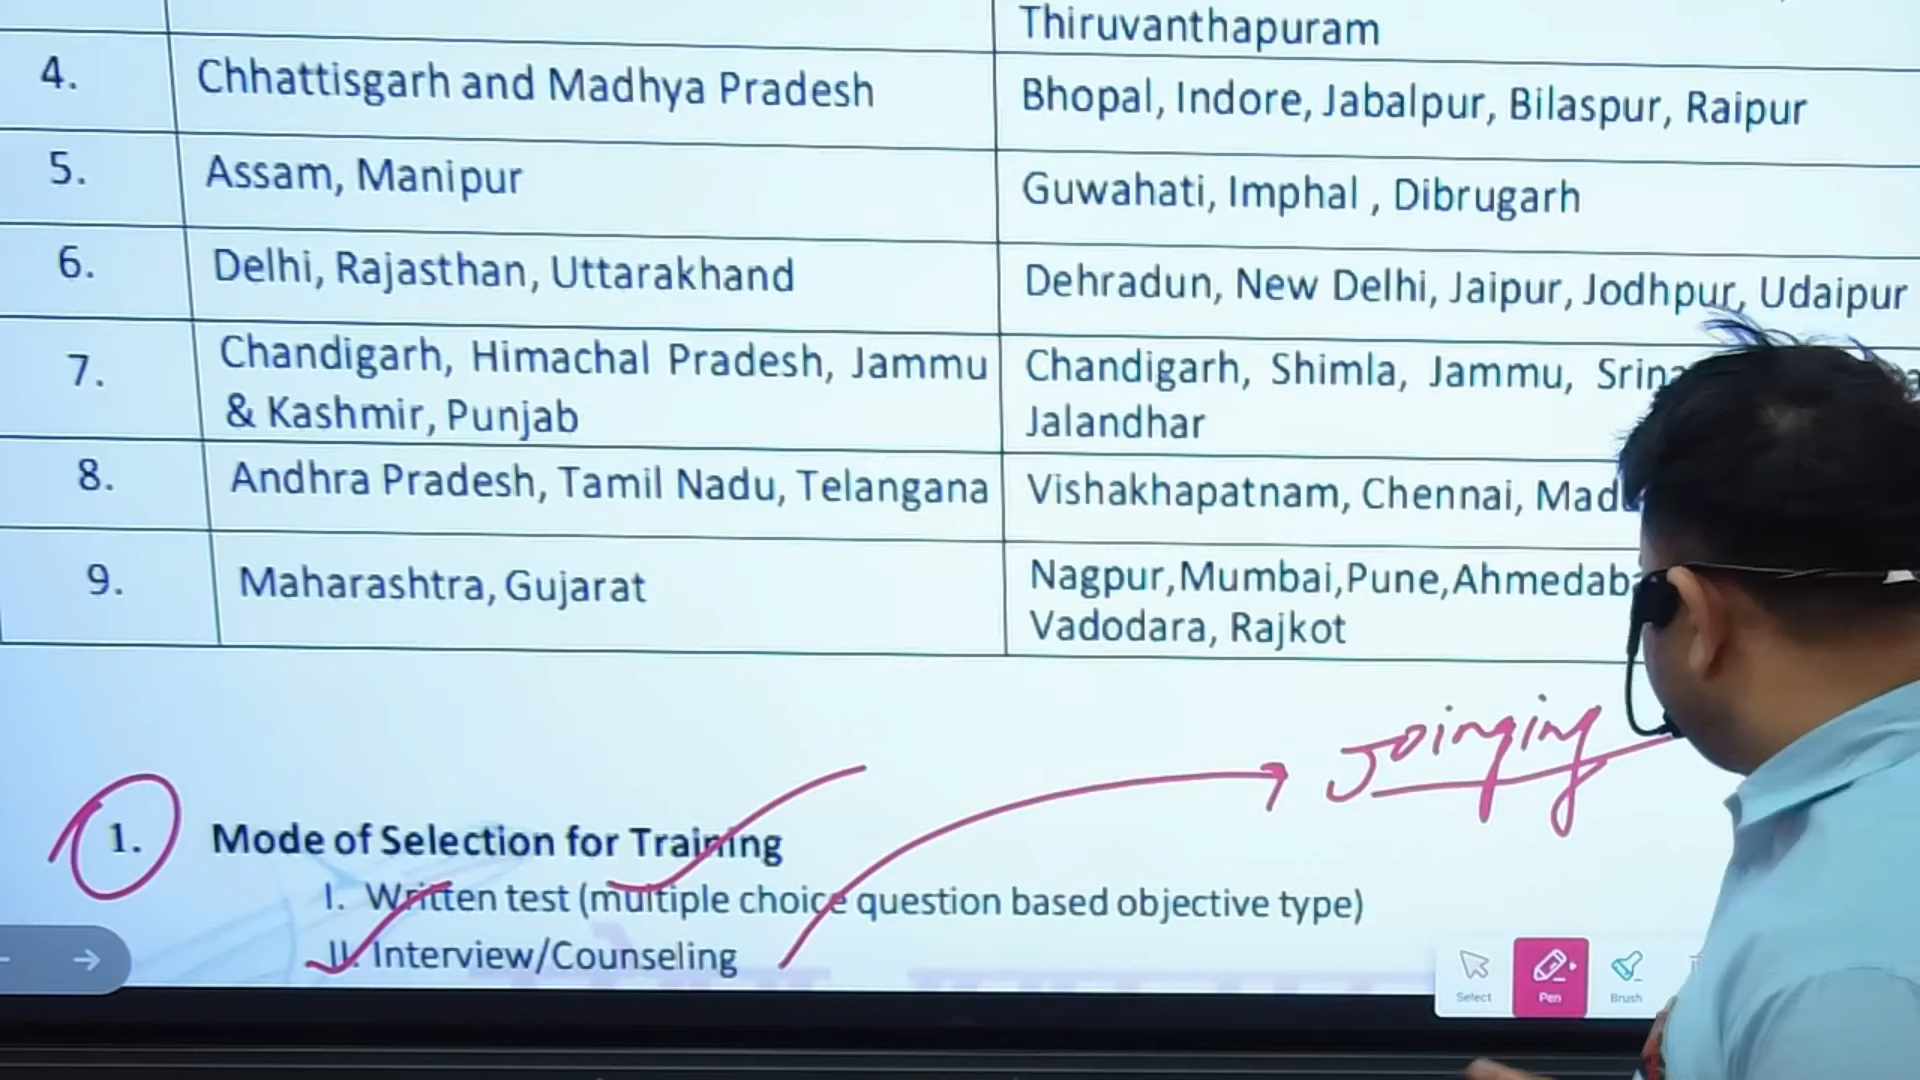 Thiruvanthapuram
4. Chhattisgarh and Madhya Pradesh Bhopal, Indore, Jabalpur, Bilaspur, Raipur
5. Assam, Manipur Guwahati, Imphal , Dibrugarh
6. Delhi, Rajasthan, Uttarakhand Dehradun, New Delhi, Jaipur, Jodhpur, Udaipur
7. Chandigarh, Himachal Pradesh, Jammu Chandigarh, Shimla, Jammu,
& Kashmir, Punjab Jalandhar
8. Andhra Pradesh, Tamil Nadu, Telangana Vishakhapatnam, Chennai,
9. Maharashtra, Gujarat Nagpur,Mumbai,Pune,
Vadodara, Rajkot
Joinging
1. Mode of Selection for Training
I. Written test (multiple choice question based objective type)
II. Interview/Counseling
Select Pen Brush